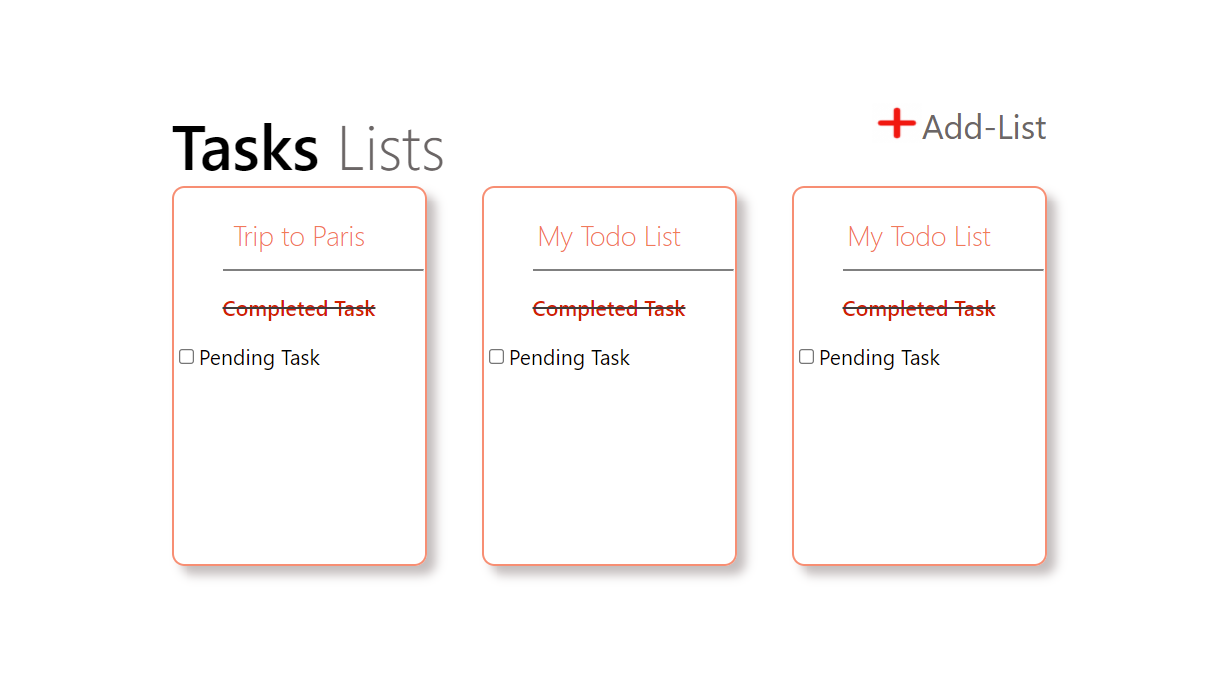 Tasks Lists
Add-List
Trip to Paris
Completed Task
Pending Task
My Todo List
Completed Task
Pending Task
My Todo List
Completed Task
Pending Task